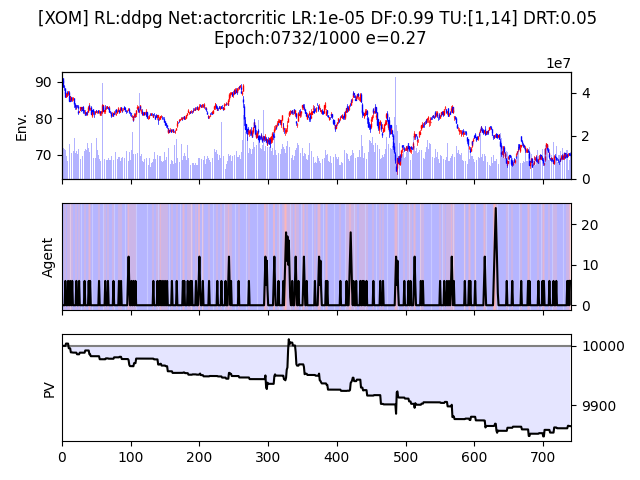 [XOM] RL:ddpg Net:actorcritic LR:1e-05 DF:0.99 TU:[1,14] DRT:0.05
Epoch:0732/1000 e=0.27
1e7
90
80
70
Env.
4
2
0
Agent
20
10
0
PV
10000
9900
0 100 200 300 400 500 600 700